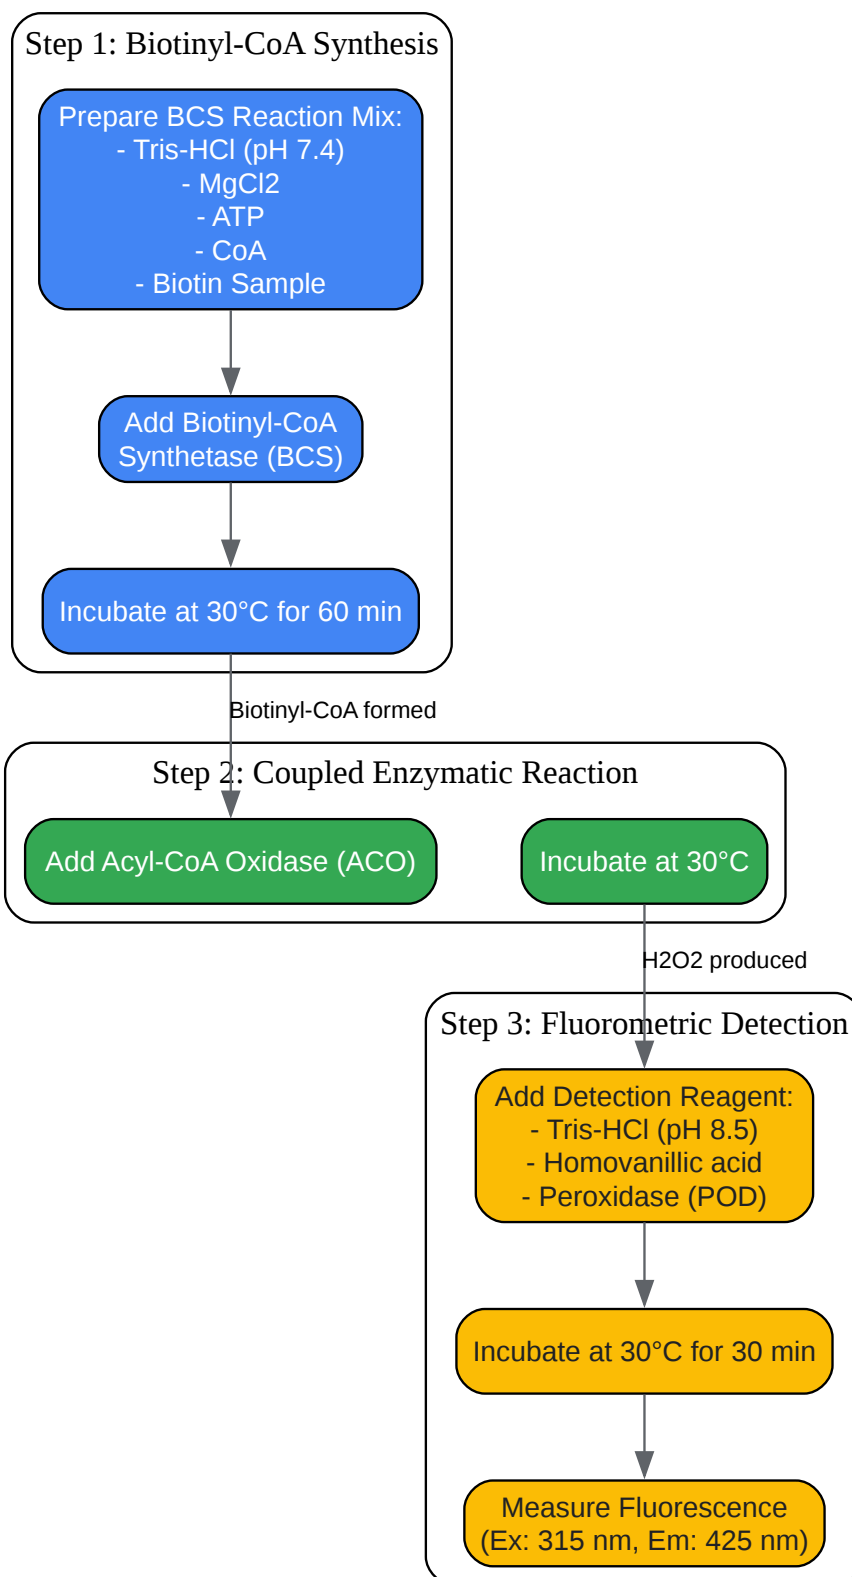 Step 1: Biotinyl-CoA Synthesis
Prepare BCS Reaction Mix:
- Tris-HCl (pH 7.4)
- MgCl2
- ATP
- CoA
- Biotin Sample
Add Biotinyl-CoA
Synthetase (BCS)
Incubate at 30°C for 60 min
Biotinyl-CoA formed
Step 2: Coupled Enzymatic Reaction
Add Acyl-CoA Oxidase (ACO)
Incubate at 30°C
H2O2 produced
Step 3: Fluorometric Detection
Add Detection Reagent:
- Tris-HCl (pH 8.5)
- Homovanillic acid
- Peroxidase (POD)
Incubate at 30°C for 30 min
Measure Fluorescence
(Ex: 315 nm, Em: 425 nm)